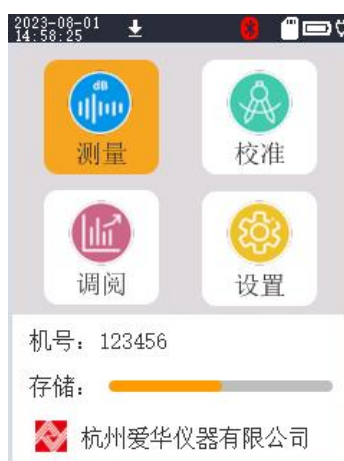 2023-08-01
14:58:25
dB
测量
校准
调阅
设置
机号：123456
存储：
杭州爱华仪器有限公司